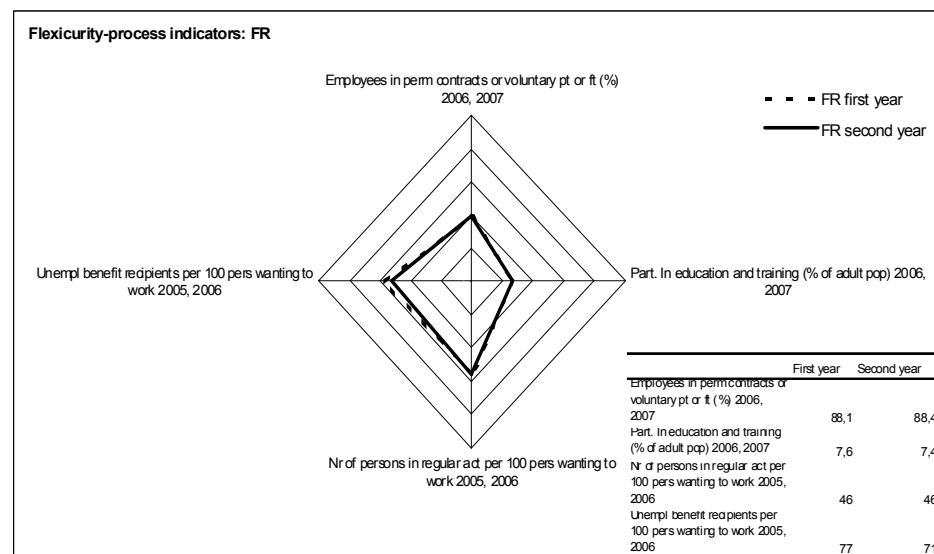 Flexicurity-process indicators: FR
Employees in perm contracts or voluntary pt or ft (%)
2006, 2007
FR first year
FR second year
Unempl benefit recipients per 100 pers wanting to
work 2005, 2006
Part. In education and training (% of adult pop) 2006,
2007
Nr of persons in regular act per 100 pers wanting to
work 2005, 2006
First year Second year
Employees in perm contracts or
voluntary pt or ft (%) 2006,
2007 88,1 88,4
Part. In education and training
(% of adult pop) 2006, 2007 7,6 7,4
Nr of persons in regular act per
100 pers wanting to work 2005,
2006 46 46
Unempl benefit recipients per
100 pers wanting to work 2005,
2006 77 71